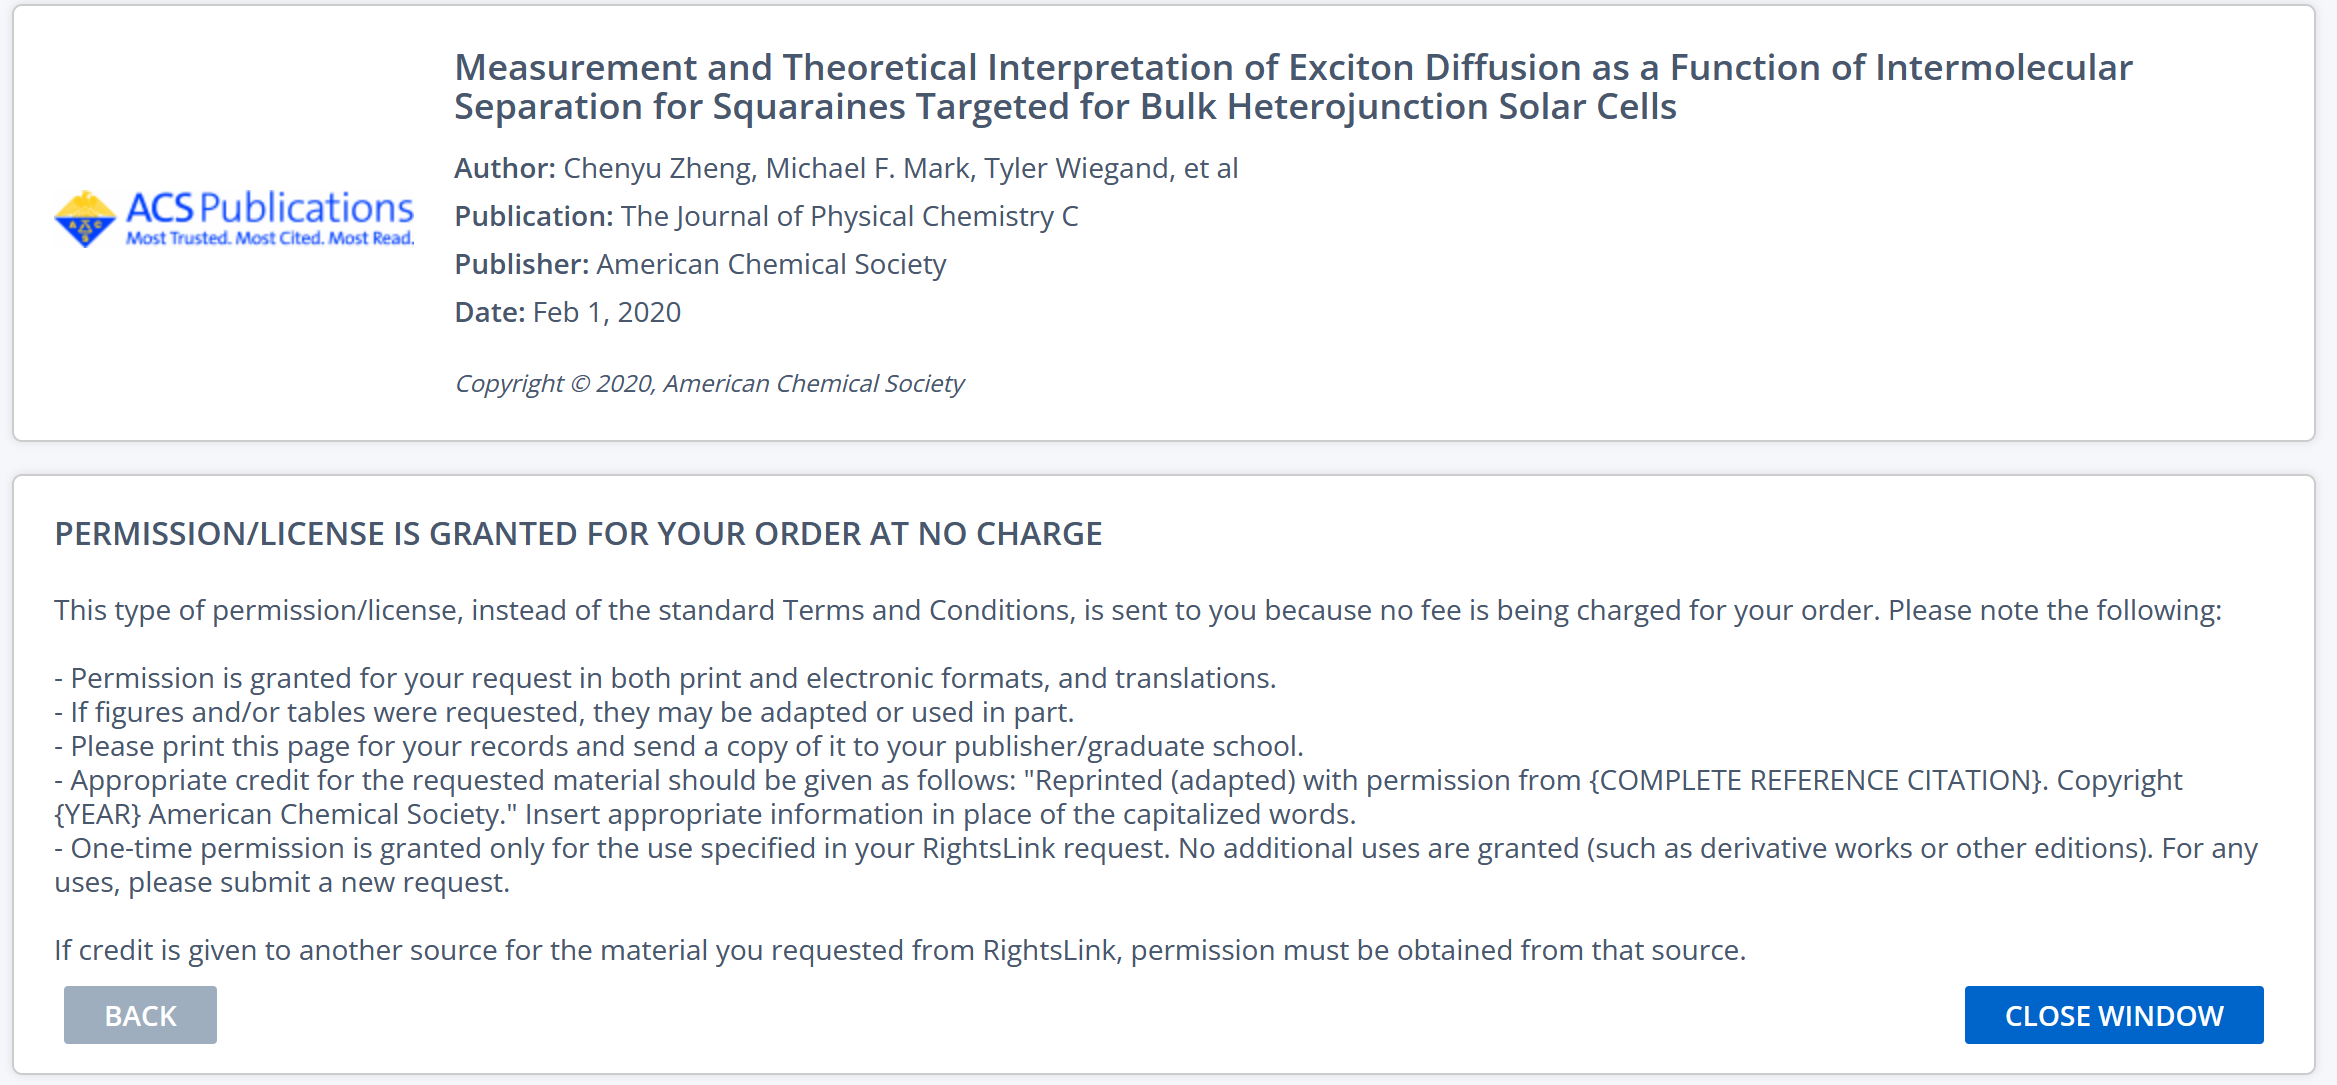 Measurement and Theoretical Interpretation of Exciton Diffusion as a Function of Intermolecular
Separation for Squaraines Targeted for Bulk Heterojunction Solar Cells
Author: Chenyu Zheng, Michael F. Mark, Tyler Wiegand, et al
Publication: The Journal of Physical Chemistry C
Publisher: American Chemical Society
Date: Feb 1, 2020
Copyright © 2020, American Chemical Society
ACS Publications
Most Trusted. Most Cited. Most Read.
PERMISSION/LICENSE IS GRANTED FOR YOUR ORDER AT NO CHARGE
This type of permission/license, instead of the standard Terms and Conditions, is sent to you because no fee is being charged for your order. Please note the following:
- Permission is granted for your request in both print and electronic formats, and translations.
- If figures and/or tables were requested, they may be adapted or used in part.
- Please print this page for your records and send a copy of it to your publisher/graduate school.
- Appropriate credit for the requested material should be given as follows: "Reprinted (adapted) with permission from {COMPLETE REFERENCE CITATION}. Copyright
{YEAR} American Chemical Society." Insert appropriate information in place of the capitalized words.
- One-time permission is granted only for the use specified in your RightsLink request. No additional uses are granted (such as derivative works or other editions). For any
uses, please submit a new request.
If credit is given to another source for the material you requested from RightsLink, permission must be obtained from that source.
BACK
CLOSE WINDOW